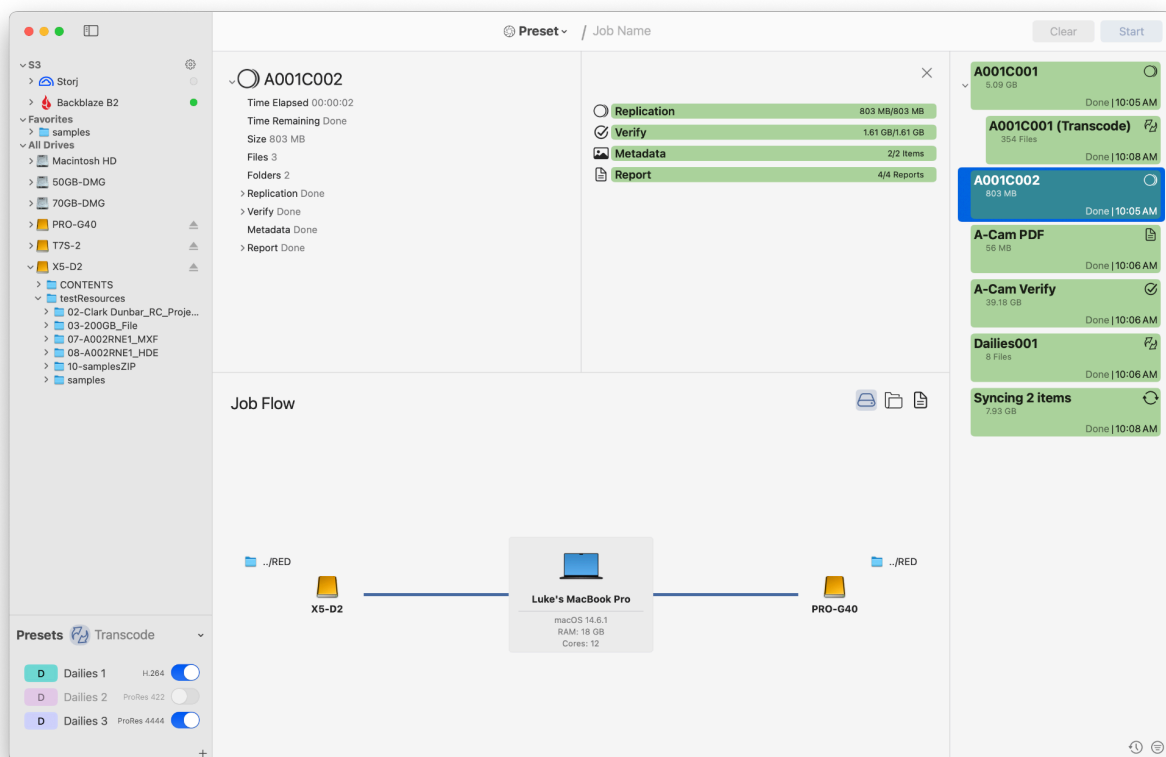 Preset
/ Job Name
Clear
Start
S3
Storj
Backblaze B2
Favorites
samples
All Drives
Macintosh HD
50GB-DMG
70GB-DMG
PRO-G40
T7S-2
X5-D2
CONTENTS
testResources
02-Clark Dunbar_RC_Proje...
03-200GB_File
07-A002RNE1_MXF
08-A002RNE1_HDE
10-samplesZIP
samples
Presets Transcode
D Dailies 1 H.264
D Dailies 2 ProRes 422
D Dailies 3 ProRes 4444
+
A001C002
Time Elapsed 00:00:02
Time Remaining Done
Size 803 MB
Files 3
Folders 2
Replication Done
Verify Done
Metadata Done
Report Done
Replication 803 MB/803 MB
Verify 1.61 GB/1.61 GB
Metadata 2/2 Items
Report 4/4 Reports
Job Flow
../RED
X5-D2
Luke's MacBook Pro
macOS 14.6.1
RAM: 18 GB
Cores: 12
../RED
PRO-G40
A001C001
5.09 GB
Done | 10:05 AM
A001C001 (Transcode)
354 Files
Done | 10:08 AM
A001C002
803 MB
Done | 10:05 AM
A-Cam PDF
56 MB
Done | 10:06 AM
A-Cam Verify
39.18 GB
Done | 10:06 AM
Dailies001
8 Files
Done | 10:06 AM
Syncing 2 items
7.93 GB
Done | 10:08 AM